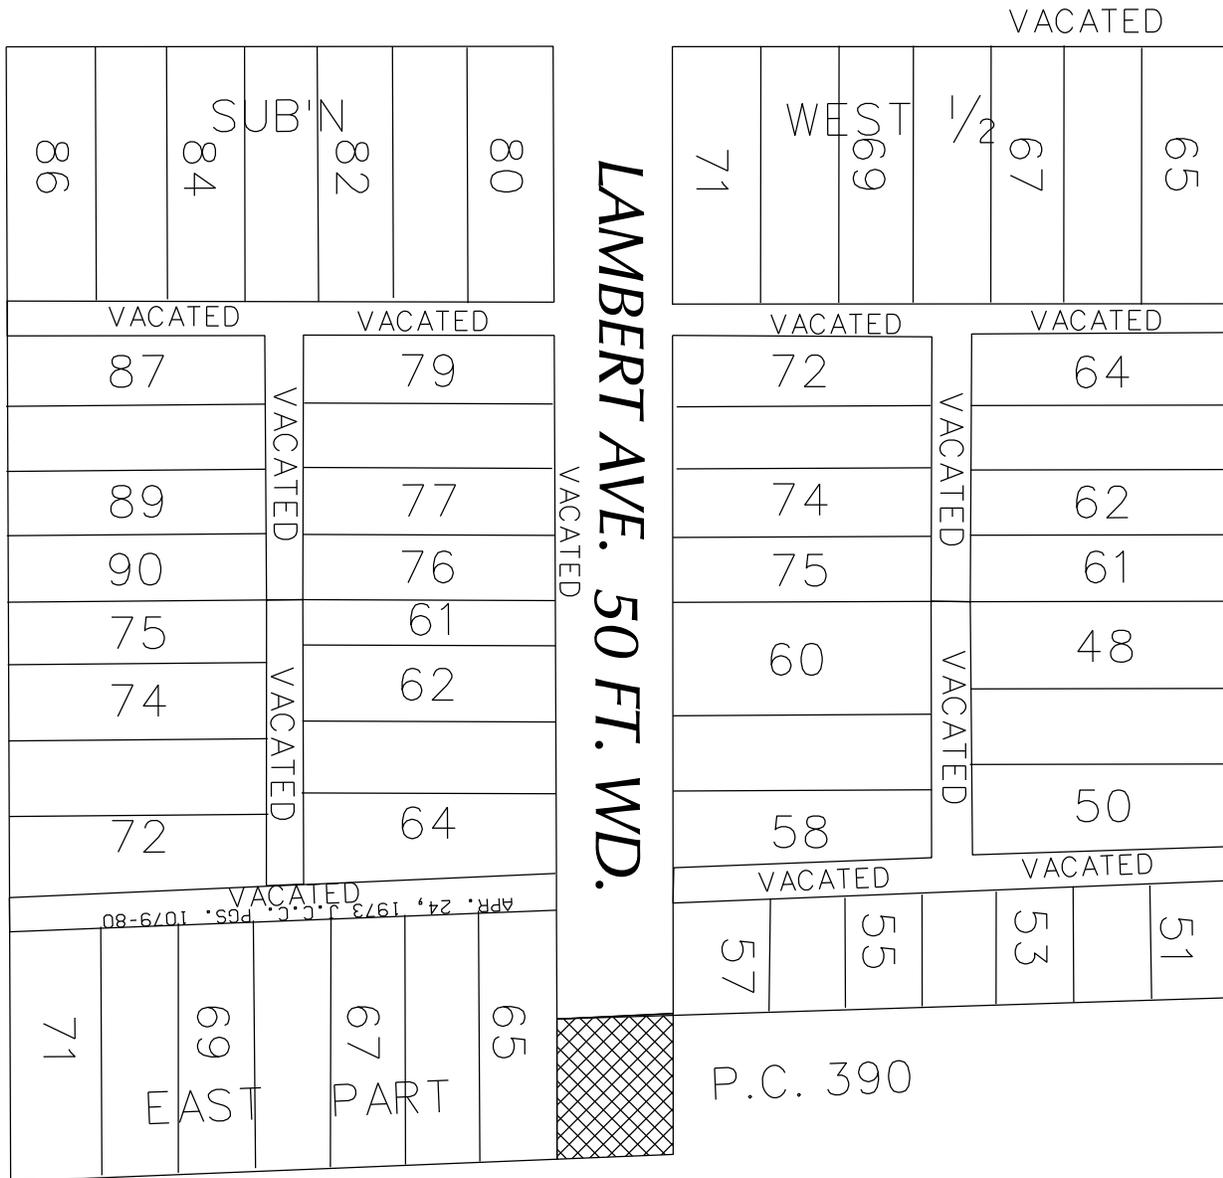 VACATED
SUB'N
WEST 1/2
86
84
82
80
71
69
67
65
LAMBERT AVE. 50 FT. WD.
VACATED
VACATED
VACATED
VACATED
87
79
72
64
VACATED
VACATED
VACATED
89
77
74
62
90
76
75
61
75
61
60
48
74
62
VACATED
VACATED
72
64
58
50
VACATED
VACATED
VACATED
APR. 24, 1973 J.C.C. PGS. 1079-80
57
55
53
51
71
69
67
65
EAST PART
P.C. 390